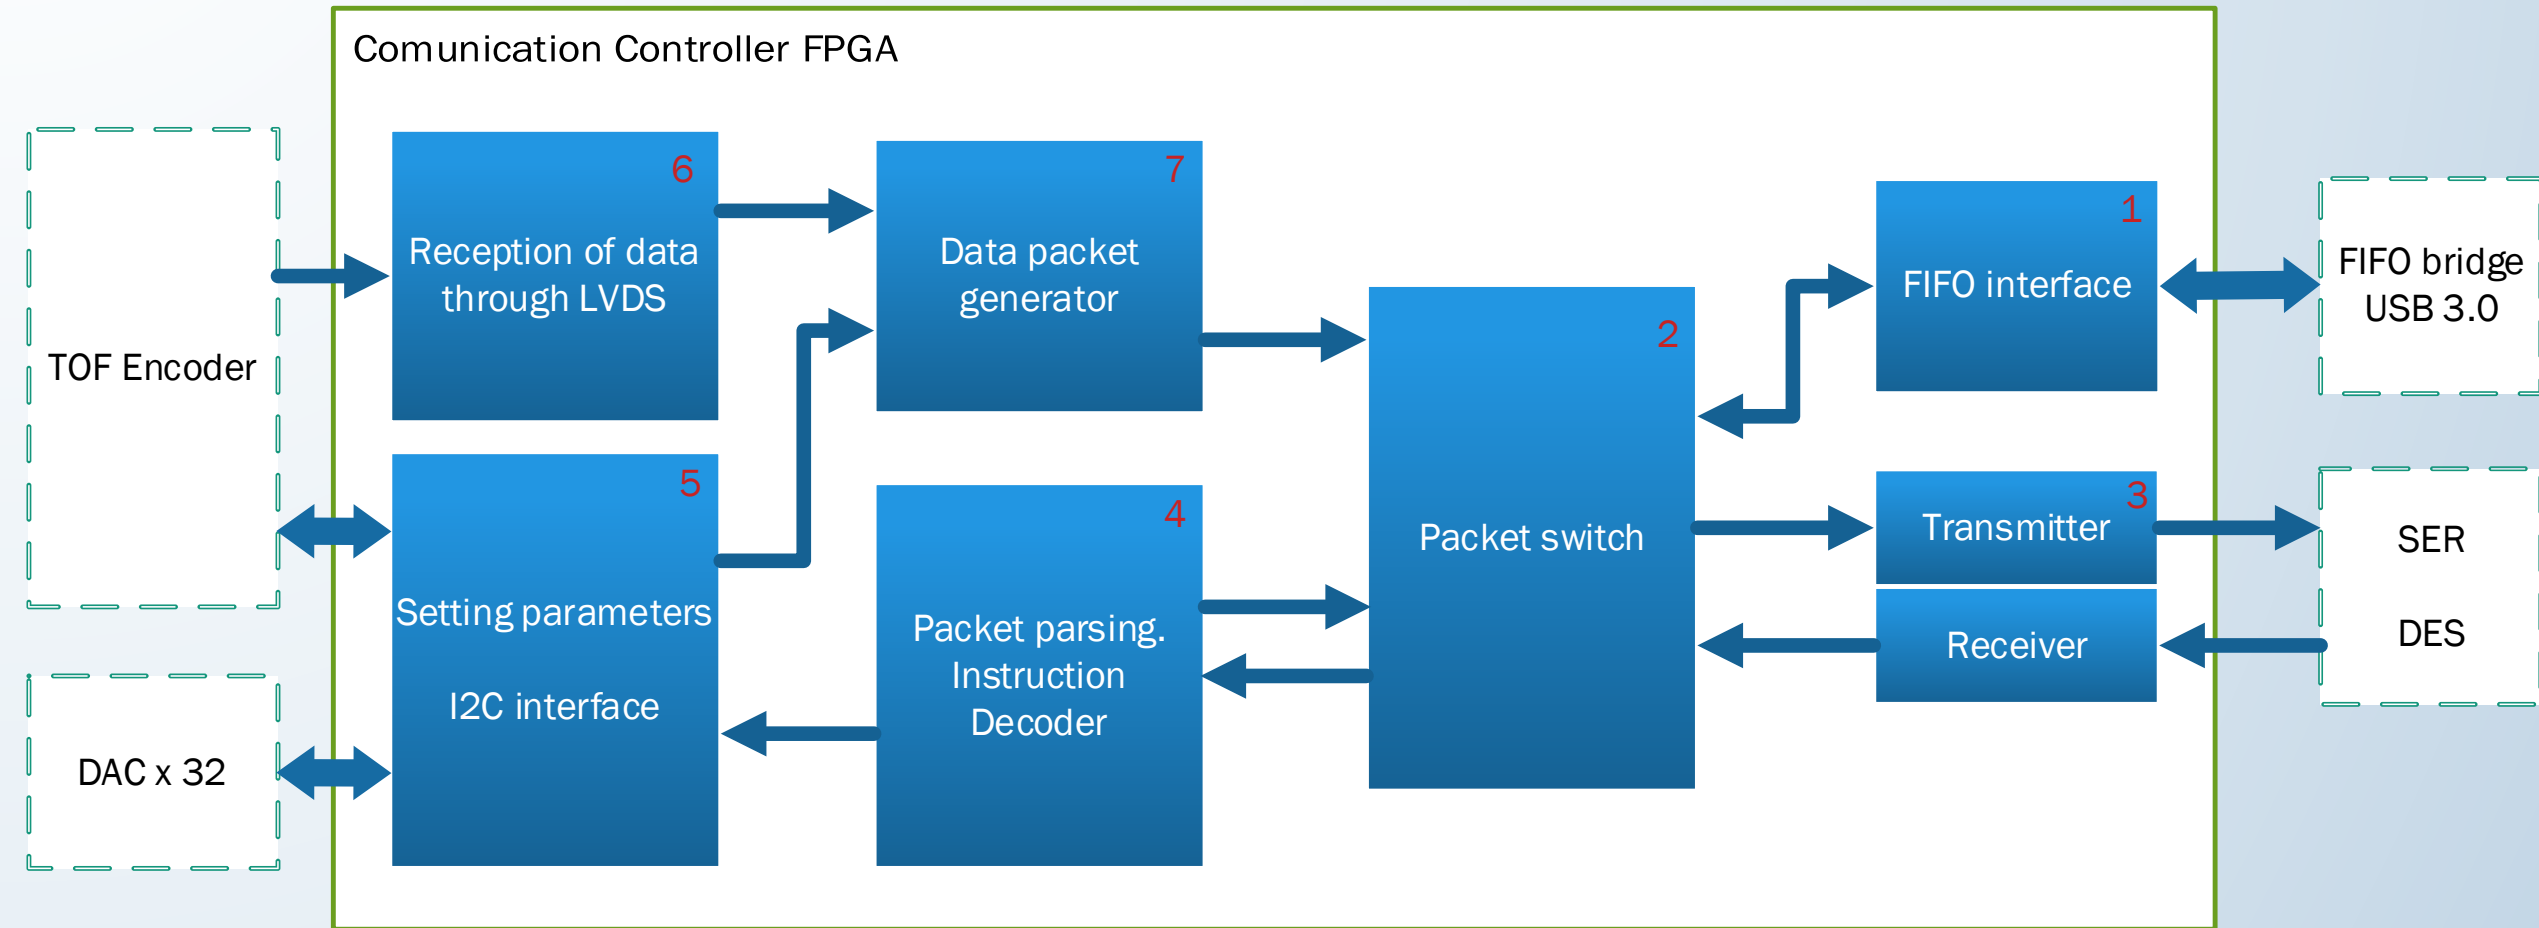 Comunication Controller FPGA
TOF Encoder
DAC x 32
6
Reception of data
through LVDS
5
Setting parameters
I2C interface
7
Data packet
generator
4
Packet parsing.
Instruction
Decoder
2
Packet switch
1
FIFO interface
3
Transmitter
Receiver
FIFO bridge
USB 3.0
SER
DES